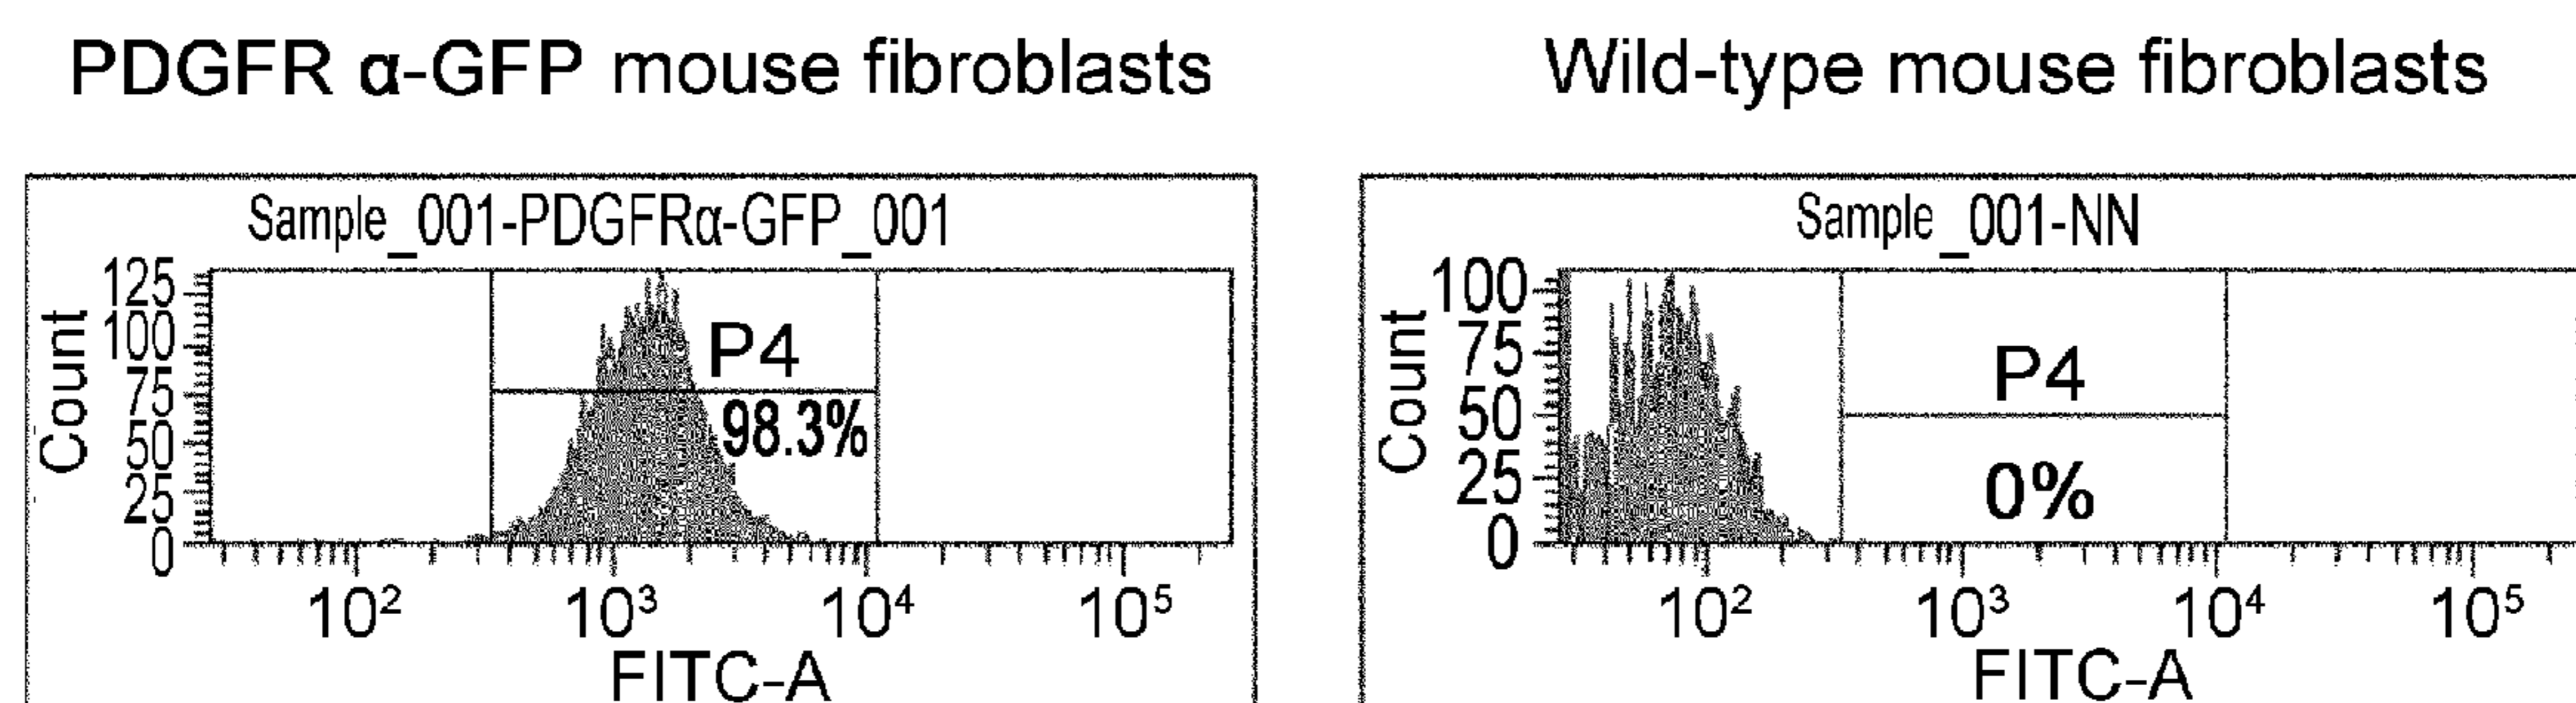 PDGFR α-GFP mouse fibroblasts
Sample_001-PDGFRα-GFP_001
125
100
75
50
25
0
Count
P4
98.3%
10²
10³
10⁴
10⁵
FITC-A
Wild-type mouse fibroblasts
Sample_001-NN
100
75
50
25
0
Count
P4
0%
10²
10³
10⁴
10⁵
FITC-A